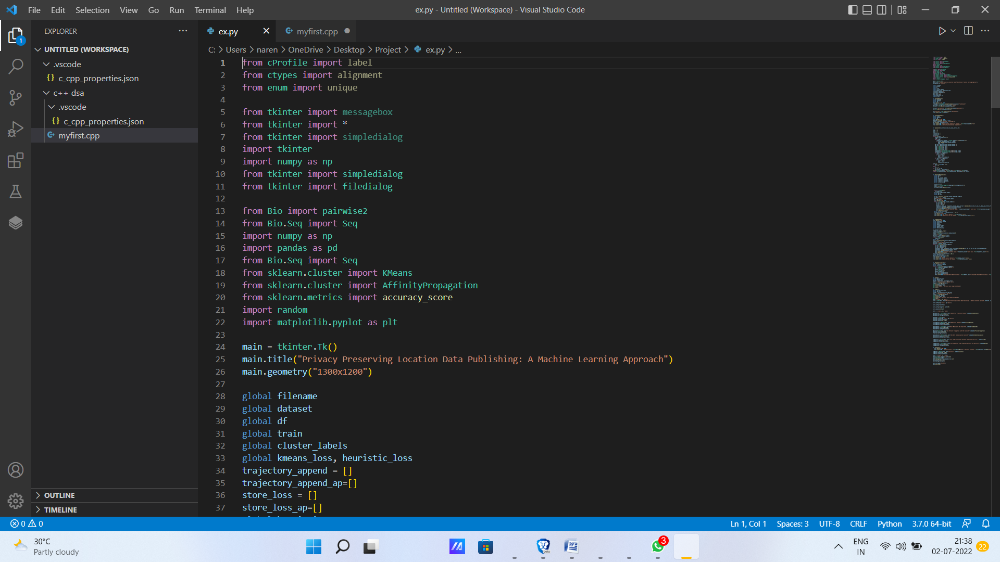 File Edit Selection View Go Run Terminal Help
ex.py - Untitled (Workspace) - Visual Studio Code
EXPLORER
1
UNTITLED (WORKSPACE)
.vscode
c_cpp_properties.json
c++ dsa
.vscode
c_cpp_properties.json
myfirst.cpp
OUTLINE
TIMELINE
ex.py
myfirst.cpp
C: > Users > naren > OneDrive > Desktop > Project > ex.py > ...
1 from cProfile import label
2 from ctypes import alignment
3 from enum import unique
4
5 from tkinter import messagebox
6 from tkinter import *
7 from tkinter import simpledialog
8 import tkinter
9 import numpy as np
10 from tkinter import simpledialog
11 from tkinter import filedialog
12
13 from Bio import pairwise2
14 from Bio.Seq import Seq
15 import numpy as np
16 import pandas as pd
17 from Bio.Seq import Seq
18 from sklearn.cluster import KMeans
19 from sklearn.cluster import AffinityPropagation
20 from sklearn.metrics import accuracy_score
21 import random
22 import matplotlib.pyplot as plt
23
24 main = tkinter.Tk()
25 main.title("Privacy Preserving Location Data Publishing: A Machine Learning Approach")
26 main.geometry("1300x1200")
27
28 global filename
29 global dataset
30 global df
31 global train
32 global cluster_labels
33 global kmeans_loss, heuristic_loss
34 trajectory_append = []
35 trajectory_append_ap=[]
36 store_loss = []
37 store_loss_ap=[]
0 0
Ln 1, Col 1 Spaces: 3 UTF-8 CRLF Python 3.7.0 64-bit
30°C
Partly cloudy
3
ENG
IN
21:38
02-07-2022
22